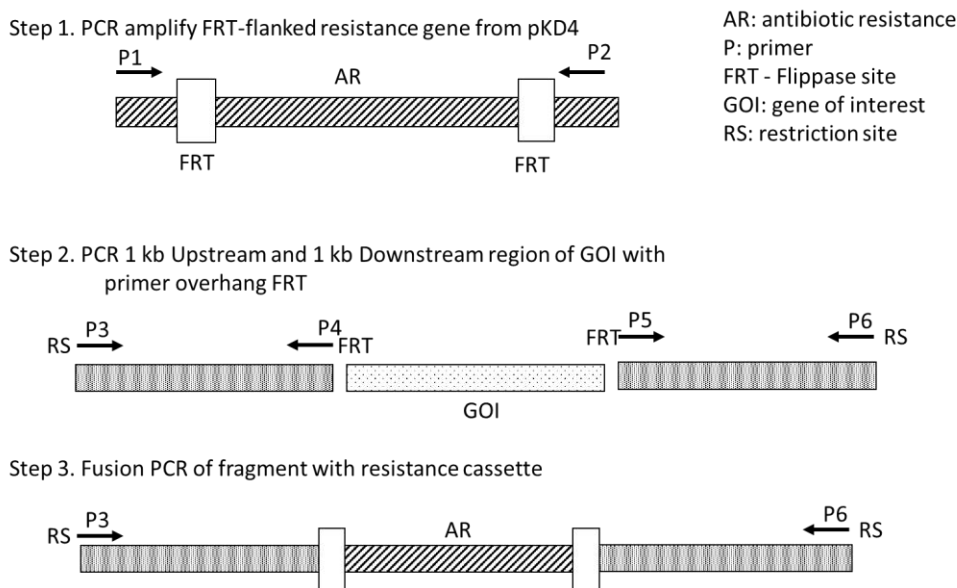 Step 1. PCR amplify FRT-flanked resistance gene from pKD4
P1
AR
P2
FRT
FRT
AR: antibiotic resistance
P: primer
FRT - Flippase site
GOI: gene of interest
RS: restriction site
Step 2. PCR 1 kb Upstream and 1 kb Downstream region of GOI with
primer overhang FRT
RS
P3
P4
FRT
FRT
P5
P6
RS
GOI
Step 3. Fusion PCR of fragment with resistance cassette
RS
P3
AR
P6
RS